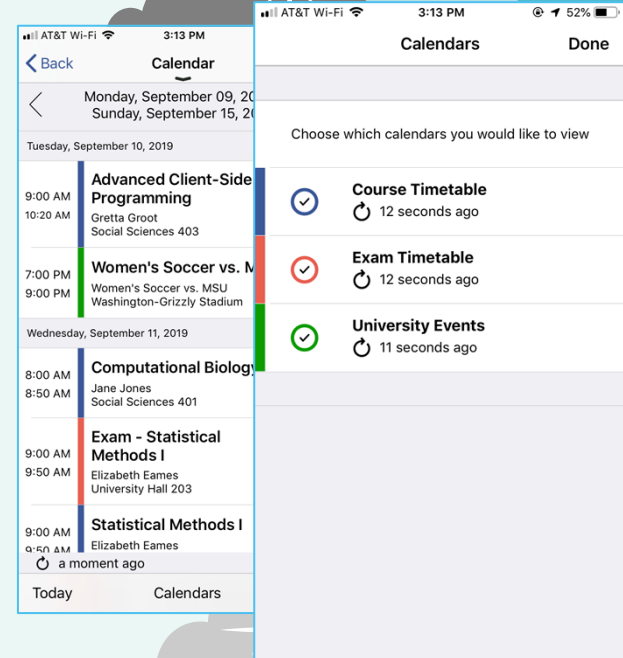 AT&T Wi-Fi 3:13 PM
Back Calendar
Monday, September 09, 20
Sunday, September 15, 20
Tuesday, September 10, 2019
9:00 AM
10:20 AM
Advanced Client-Side
Programming
Gretta Groot
Social Sciences 403
7:00 PM
9:00 PM
Women's Soccer vs. M
Women's Soccer vs. MSU
Washington-Grizzly Stadium
Wednesday, September 11, 2019
8:00 AM
8:50 AM
Computational Biology
Jane Jones
Social Sciences 401
9:00 AM
9:50 AM
Exam - Statistical
Methods I
Elizabeth Eames
University Hall 203
9:00 AM
9:50 AM
Statistical Methods I
Elizabeth Eames
a moment ago
Today Calendars
AT&T Wi-Fi 3:13 PM 52%
Calendars Done
Choose which calendars you would like to view
Course Timetable
12 seconds ago
Exam Timetable
12 seconds ago
University Events
11 seconds ago